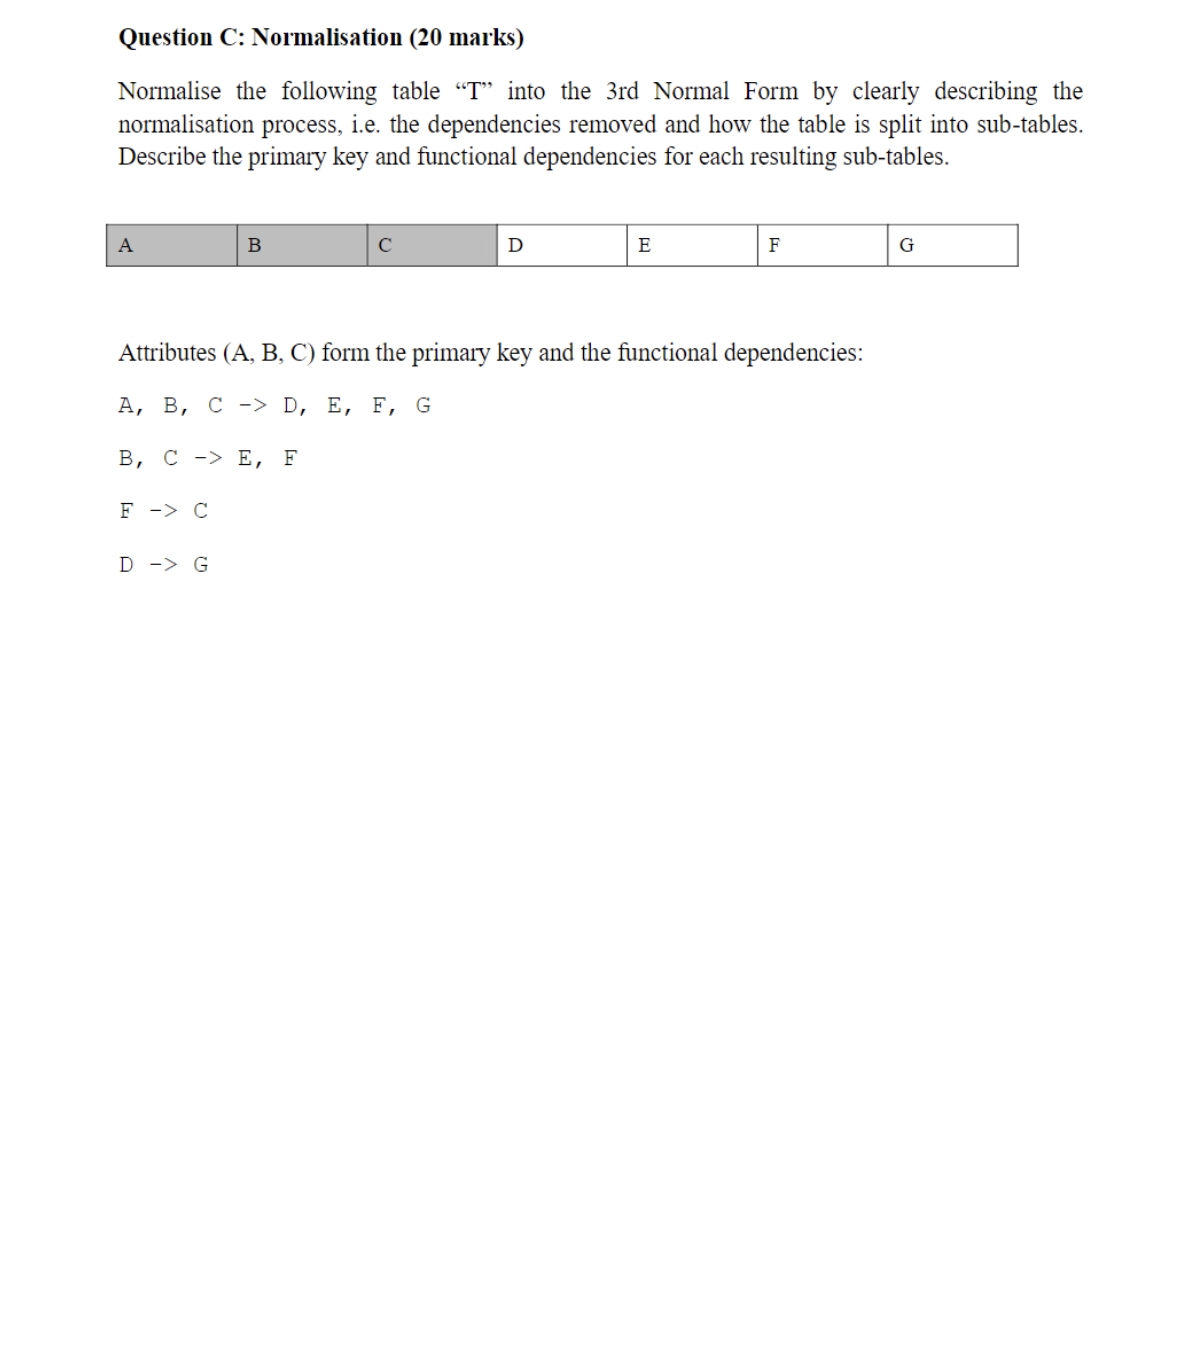 Question C: Normalisation (20 marks)
Normalise the following table “T” into the 3rd Normal Form by clearly describing the
normalisation process, i.e. the dependencies removed and how the table is split into sub-tables.
Describe the primary key and functional dependencies for each resulting sub-tables.
A B C D E F G
Attributes (A, B, C) form the primary key and the functional dependencies:
A, B, C -> D, E, F, G
B, C -> E, F
F -> C
D -> G